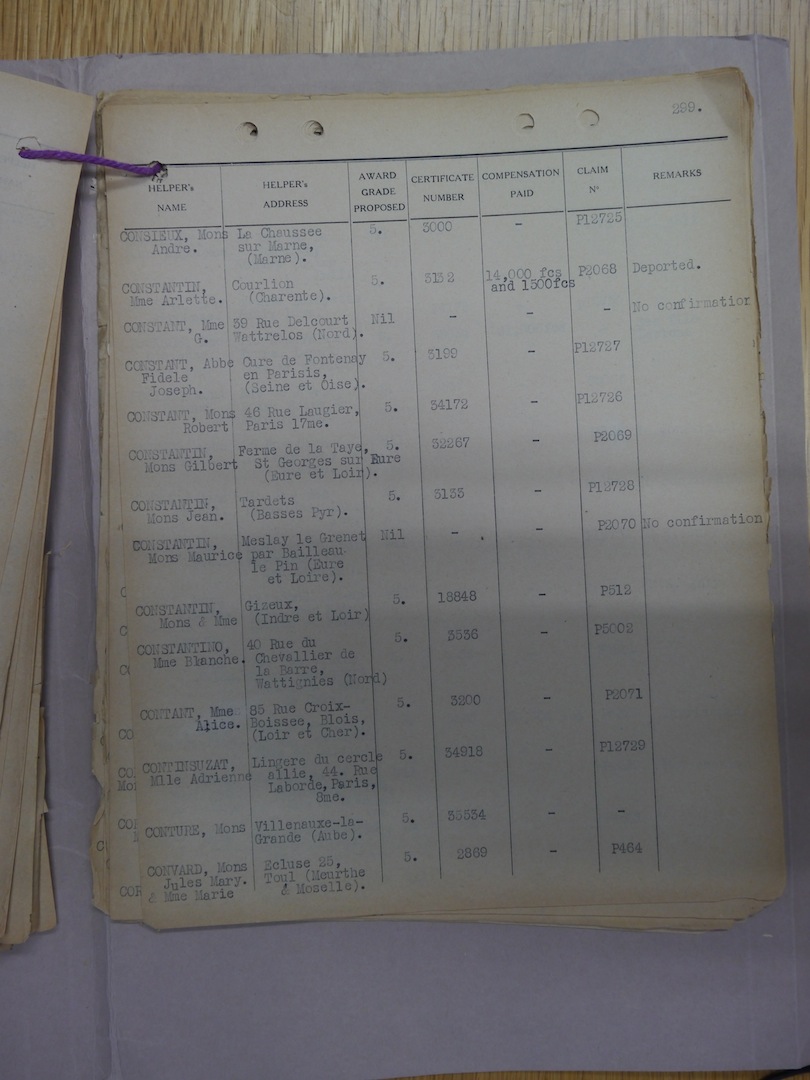 299.
HELPER's NAME HELPER's ADDRESS AWARD GRADE PROPOSED CERTIFICATE NUMBER COMPENSATION PAID CLAIM Nº REMARKS
CONSIEUX, Mons La Chaussee 5. 3000 - P12725
Andre. sur Marne,
(Marne).
CONSTANTIN, Courlion 5. 3132 14,000 fcs P2068 Deported.
Mme Arlette. (Charente). and 1500fcs
CONSTANT, Mme 39 Rue Delcourt Nil - - - No confirmation
G. Wattrelos (Nord).
CONSTANT, Abbe Cure de Fontenay 5. 3199 - P12727
Fidele en Parisis,
Joseph. (Seine et Oise).
CONSTANT, Mons 46 Rue Laugier, 5. 34172 - P12726
Robert Paris 17me.
CONSTANTIN, Ferme de la Taye, 5. 32267 - P2069
Mons Gilbert St Georges sur Eure
(Eure et Loir).
CONSTANTIN, Tardets 5. 3133 - P12728
Mons Jean. (Basses Pyr).
CONSTANTIN, Meslay le Grenet Nil - - P2070 No confirmation
Mons Maurice par Bailleau
le Pin (Eure
et Loire).
CONSTANTIN, Gizeux, 5. 18848 - P512
Mons & Mme (Indre et Loir)
CONSTANTINO, 40 Rue du 5. 3536 - P5002
Mme Blanche. Chevallier de
la Barre,
Wattignies (Nord)
CONTANT, Mme 85 Rue Croix- 5. 3200 - P2071
Alice. Boissee, Blois,
(Loir et Cher).
CONTINSUZAT, Lingere du cercle 5. 34918 - P12729
Mlle Adrienne allie, 44. Rue
Laborde, Paris,
8me.
CONTURE, Mons Villenauxe-la- 5. 35534 - -
Grande (Aube).
CONVARD, Mons Ecluse 25, 5. 2869 - P464
Jules Mary. Toul (Meurthe
& Mme Marie & Moselle).